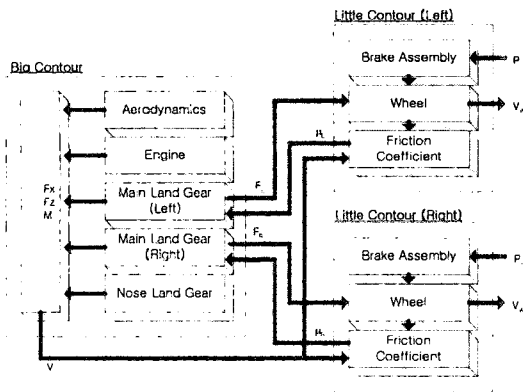 Little Contour (Left)
Brake Assembly
P
Big Contour
Wheel
Aerodynamics
Friction
Coefficient
Engine
Fx
Fz
M
Main Land Gear
(Left)
Little Contour (Right)
Main Land Gear
(Right)
Brake Assembly
P
Nose Land Gear
Wheel
Friction
Coefficient
V